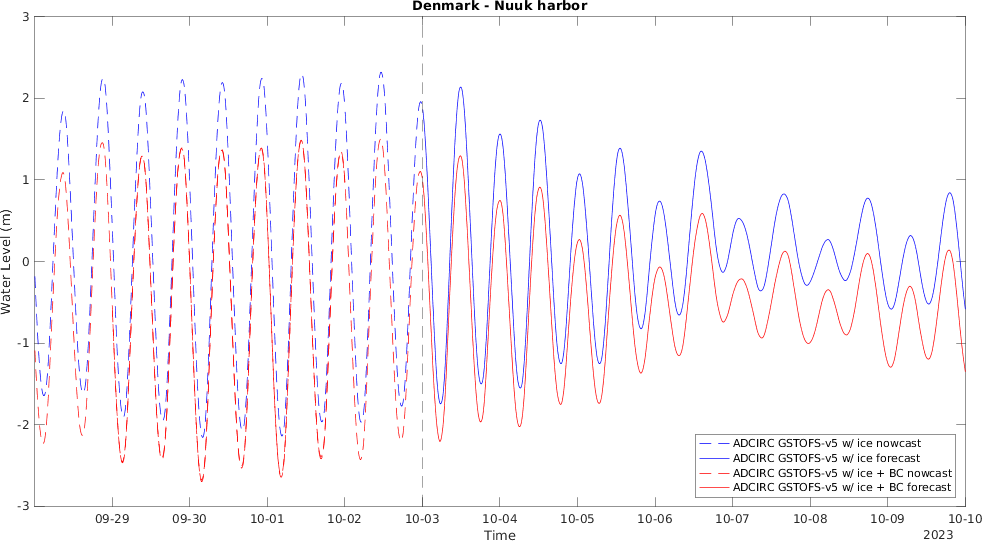 Denmark - Nuuk harbor
3
2
1
0
-1
-2
-3
Water Level (m)
ADCIRC GSTOFS-v5 w/ ice nowcast
ADCIRC GSTOFS-v5 w/ ice forecast
ADCIRC GSTOFS-v5 w/ ice + BC nowcast
ADCIRC GSTOFS-v5 w/ ice + BC forecast
09-29 09-30 10-01 10-02 10-03 10-04 10-05 10-06 10-07 10-08 10-09 10-10
Time
2023